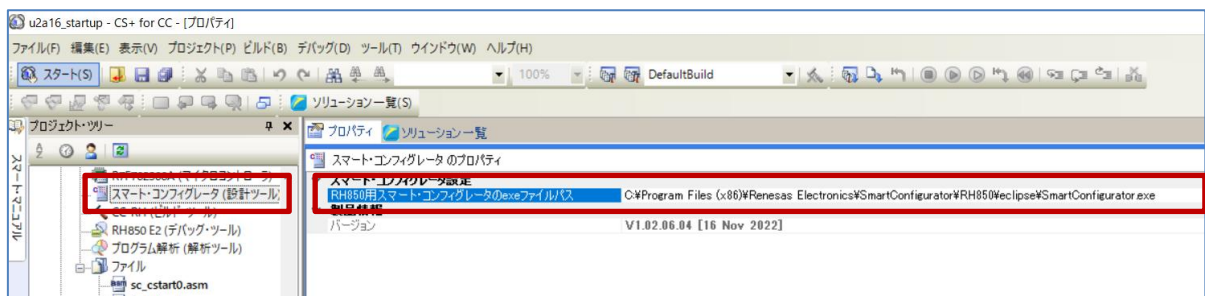 u2a16_startup - CS+ for CC - [プロパティ]
ファイル(F) 編集(E) 表示(V) プロジェクト(P) ビルド(B) デバッグ(D) ツール(T) ウインドウ(W) ヘルプ(H)
スタート(S) 100% DefaultBuild
ソリューション一覧(S)
プロジェクト・ツリー
プロパティ ソリューション一覧
スマート・コンフィグレータ のプロパティ
スマート・マニュアル
スマート・コンフィグレータ設定
スマート・コンフィグレータ (設計ツール)
RH850用スマート・コンフィグレータのexeファイルパス C:¥Program Files (x86)¥Renesas Electronics¥SmartConfigurator¥RH850¥eclipse¥SmartConfigurator.exe
CC-RH (ビルド・ツール)
製品情報
RH850 E2 (デバッグ・ツール)
バージョン V1.02.06.04 [16 Nov 2022]
プログラム解析 (解析ツール)
ファイル
sc_cstart0.asm